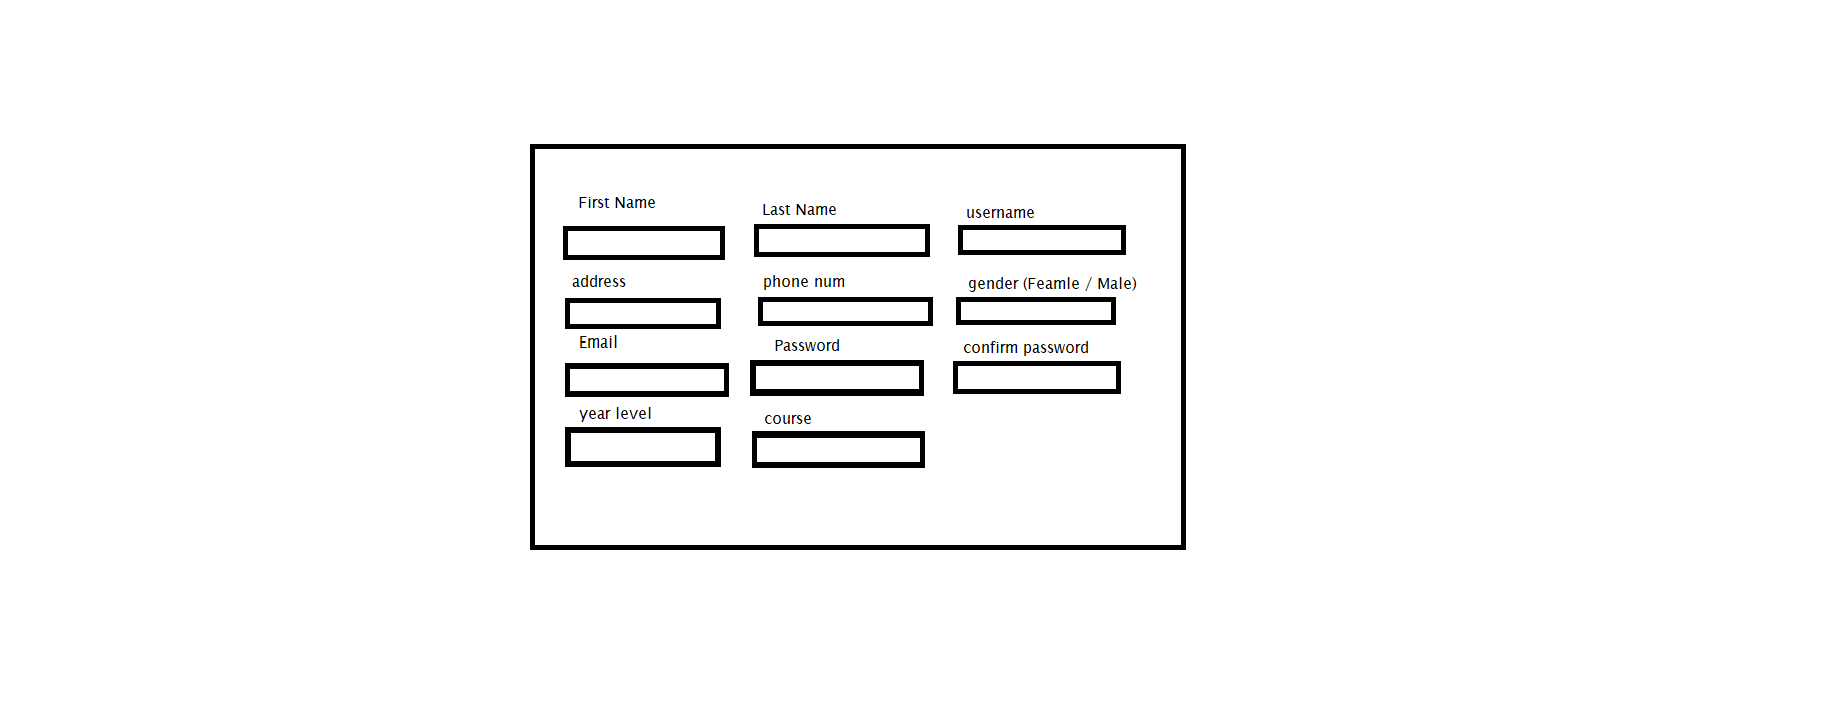 First Name
Last Name
username
address
phone num
gender (Feamle / Male)
Email
Password
confirm password
year level
course